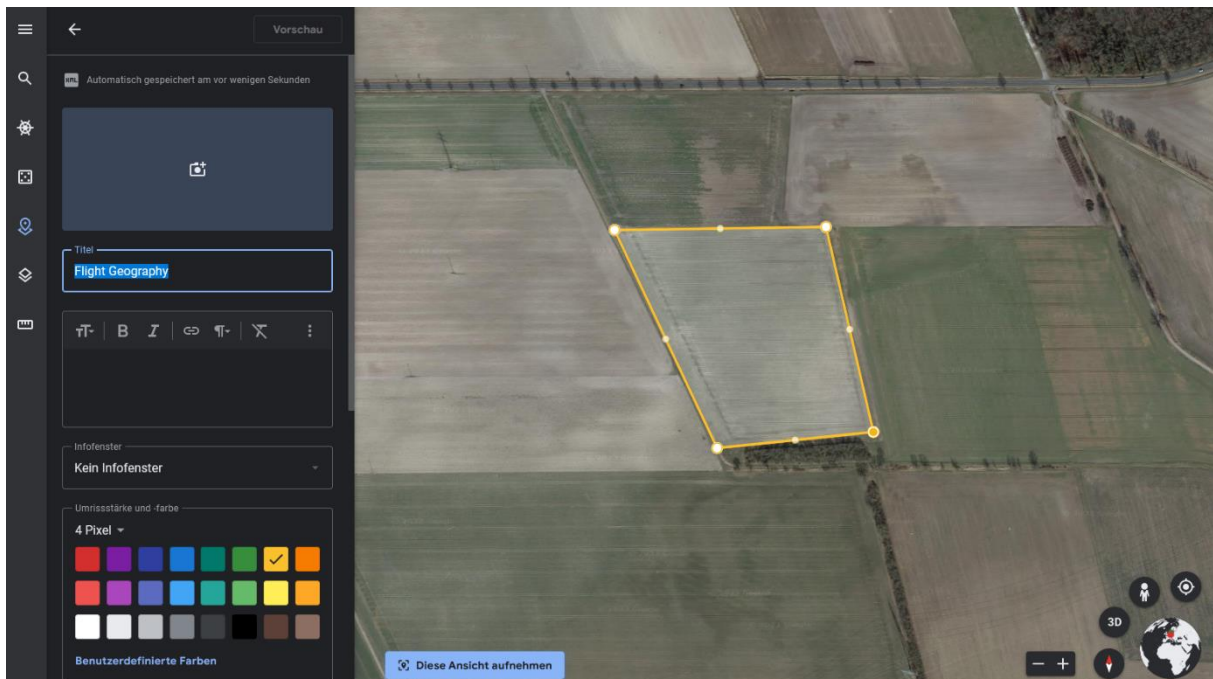 Vorschau
KML
Automatisch gespeichert am vor wenigen Sekunden
Titel
Flight Geography
B I
Infofenster
Kein Infofenster
Umrissstärke und -farbe
4 Pixel
Benutzerdefinierte Farben
Diese Ansicht aufnehmen
3D